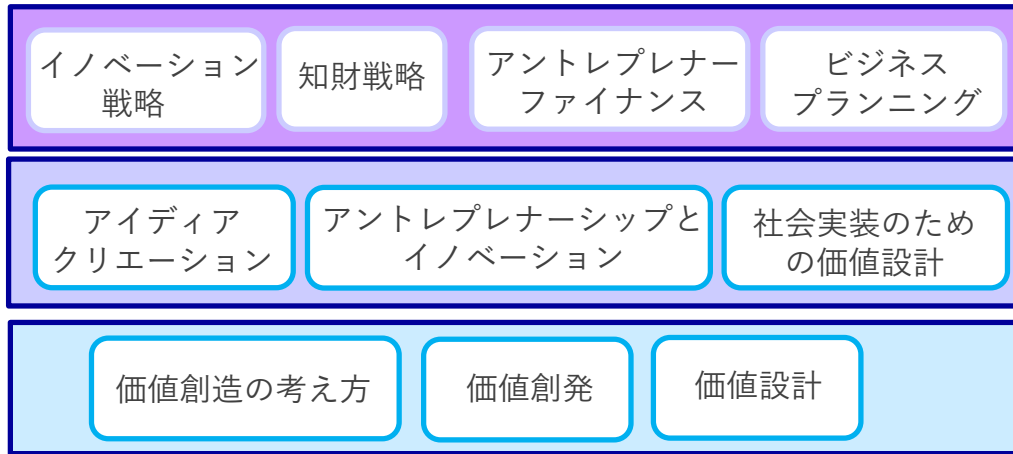 イノベーション
戦略
知財戦略
アントレプレナー
ファイナンス
ビジネス
プランニング
アイディア
クリエーション
アントレプレナーシップと
イノベーション
社会実装のため
の価値設計
価値創造の考え方
価値創発
価値設計